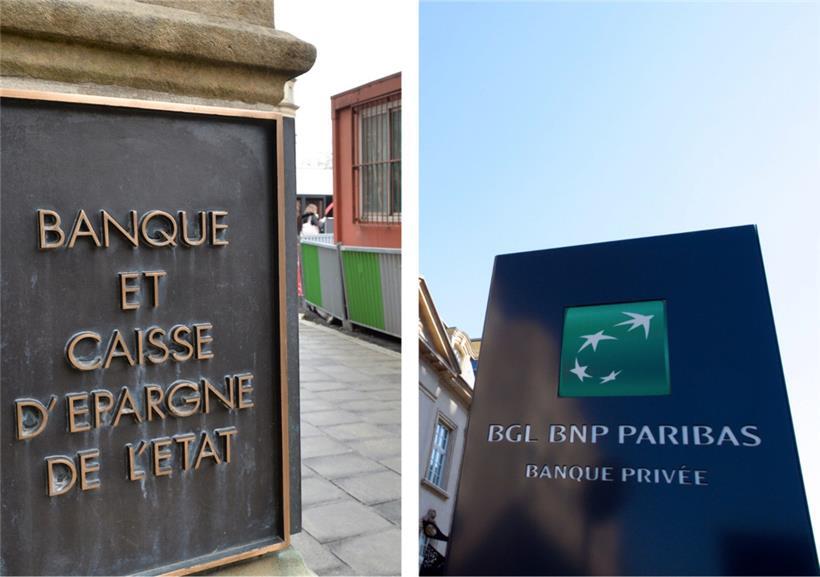 BANQUE
ET
CAISSE
D'EPARGNE
DE L'ETAT
BGL BNP PARIBAS
BANQUE PRIVÉE